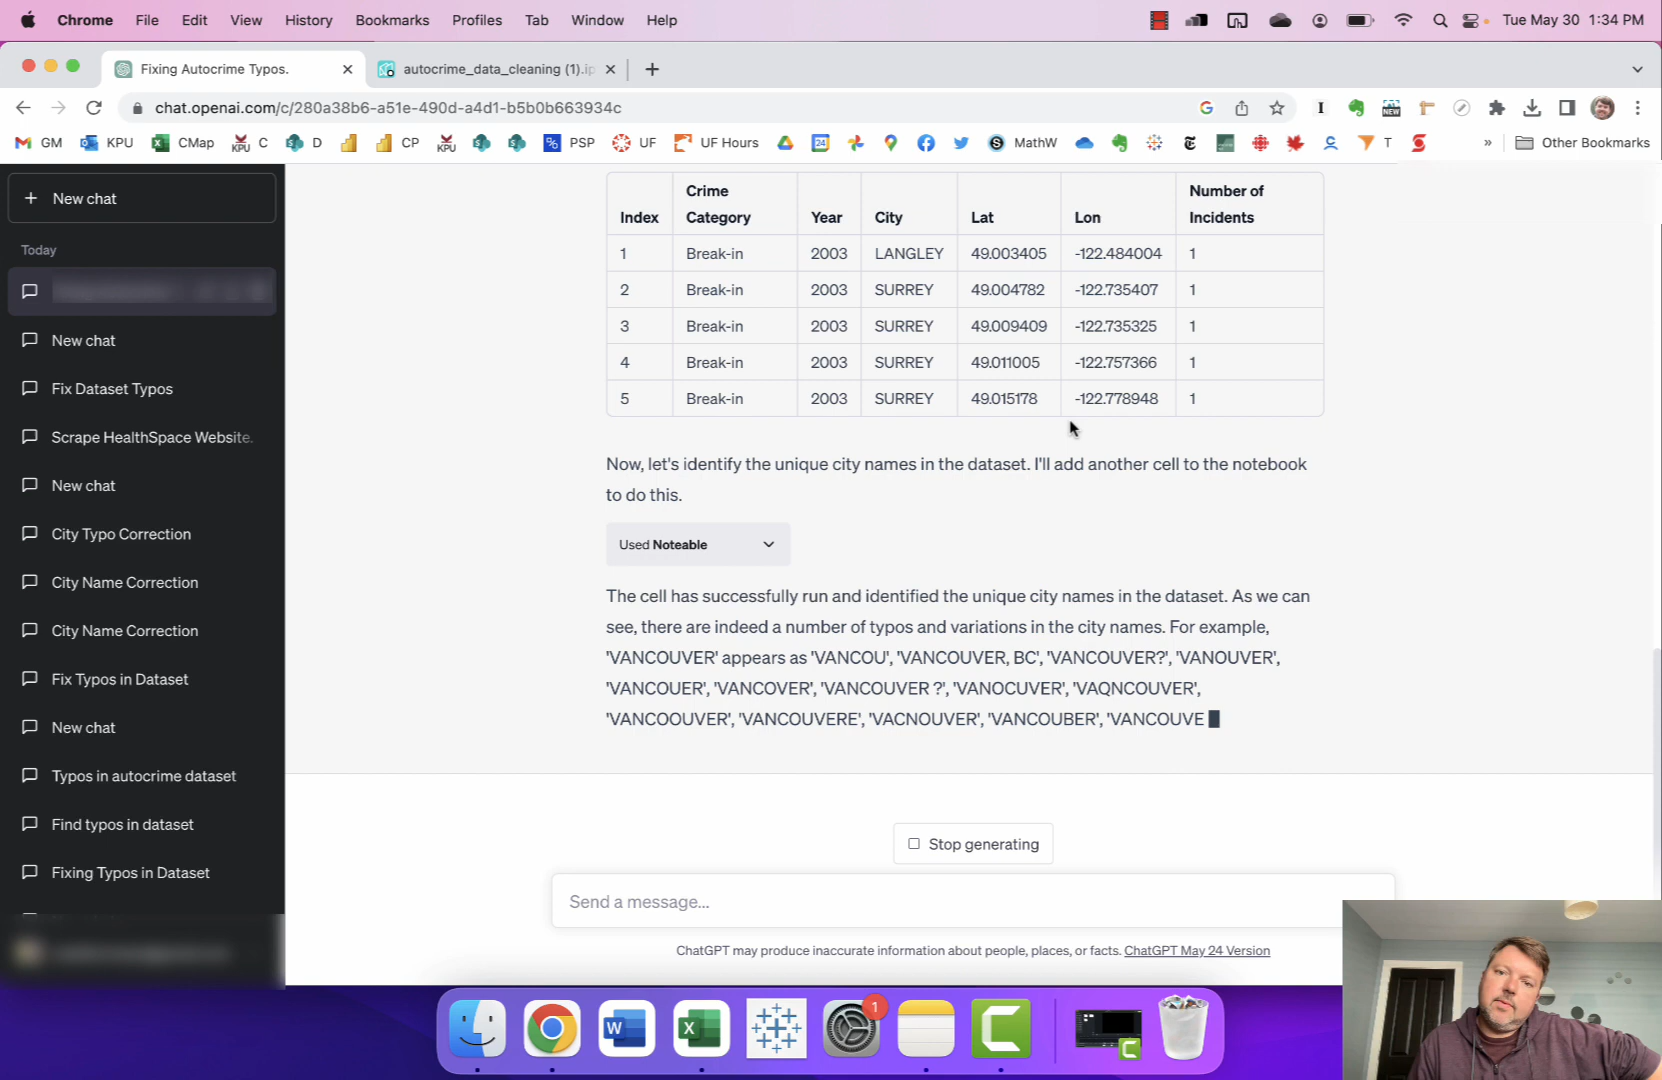 Chrome File Edit View History Bookmarks Profiles Tab Window Help
Tue May 30 1:34 PM
Fixing Autocrime Typos.
autocrime_data_cleaning (1).ip
chat.openai.com/c/280a38b6-a51e-490d-a4d1-b5b0b663934c
GM KPU CMap C D CP PSP UF UF Hours MathW T » Other Bookmarks
+ New chat
Today
New chat
Fix Dataset Typos
Scrape HealthSpace Website.
New chat
City Typo Correction
City Name Correction
City Name Correction
Fix Typos in Dataset
New chat
Typos in autocrime dataset
Find typos in dataset
Fixing Typos in Dataset
Index Crime Category Year City Lat Lon Number of Incidents
1 Break-in 2003 LANGLEY 49.003405 -122.484004 1
2 Break-in 2003 SURREY 49.004782 -122.735407 1
3 Break-in 2003 SURREY 49.009409 -122.735325 1
4 Break-in 2003 SURREY 49.011005 -122.757366 1
5 Break-in 2003 SURREY 49.015178 -122.778948 1
Now, let's identify the unique city names in the dataset. I'll add another cell to the notebook
to do this.
Used Noteable
The cell has successfully run and identified the unique city names in the dataset. As we can
see, there are indeed a number of typos and variations in the city names. For example,
'VANCOUVER' appears as 'VANCOU', 'VANCOUVER, BC', 'VANCOUVER?', 'VANOUVER',
'VANCOUER', 'VANCOVER', 'VANCOUVER ?', 'VANOCUVER', 'VAQNCOUVER',
'VANCOOUVER', 'VANCOUVERE', 'VACNOUVER', 'VANCOUBER', 'VANCOUVE
Stop generating
Send a message...
ChatGPT may produce inaccurate information about people, places, or facts. ChatGPT May 24 Version
1